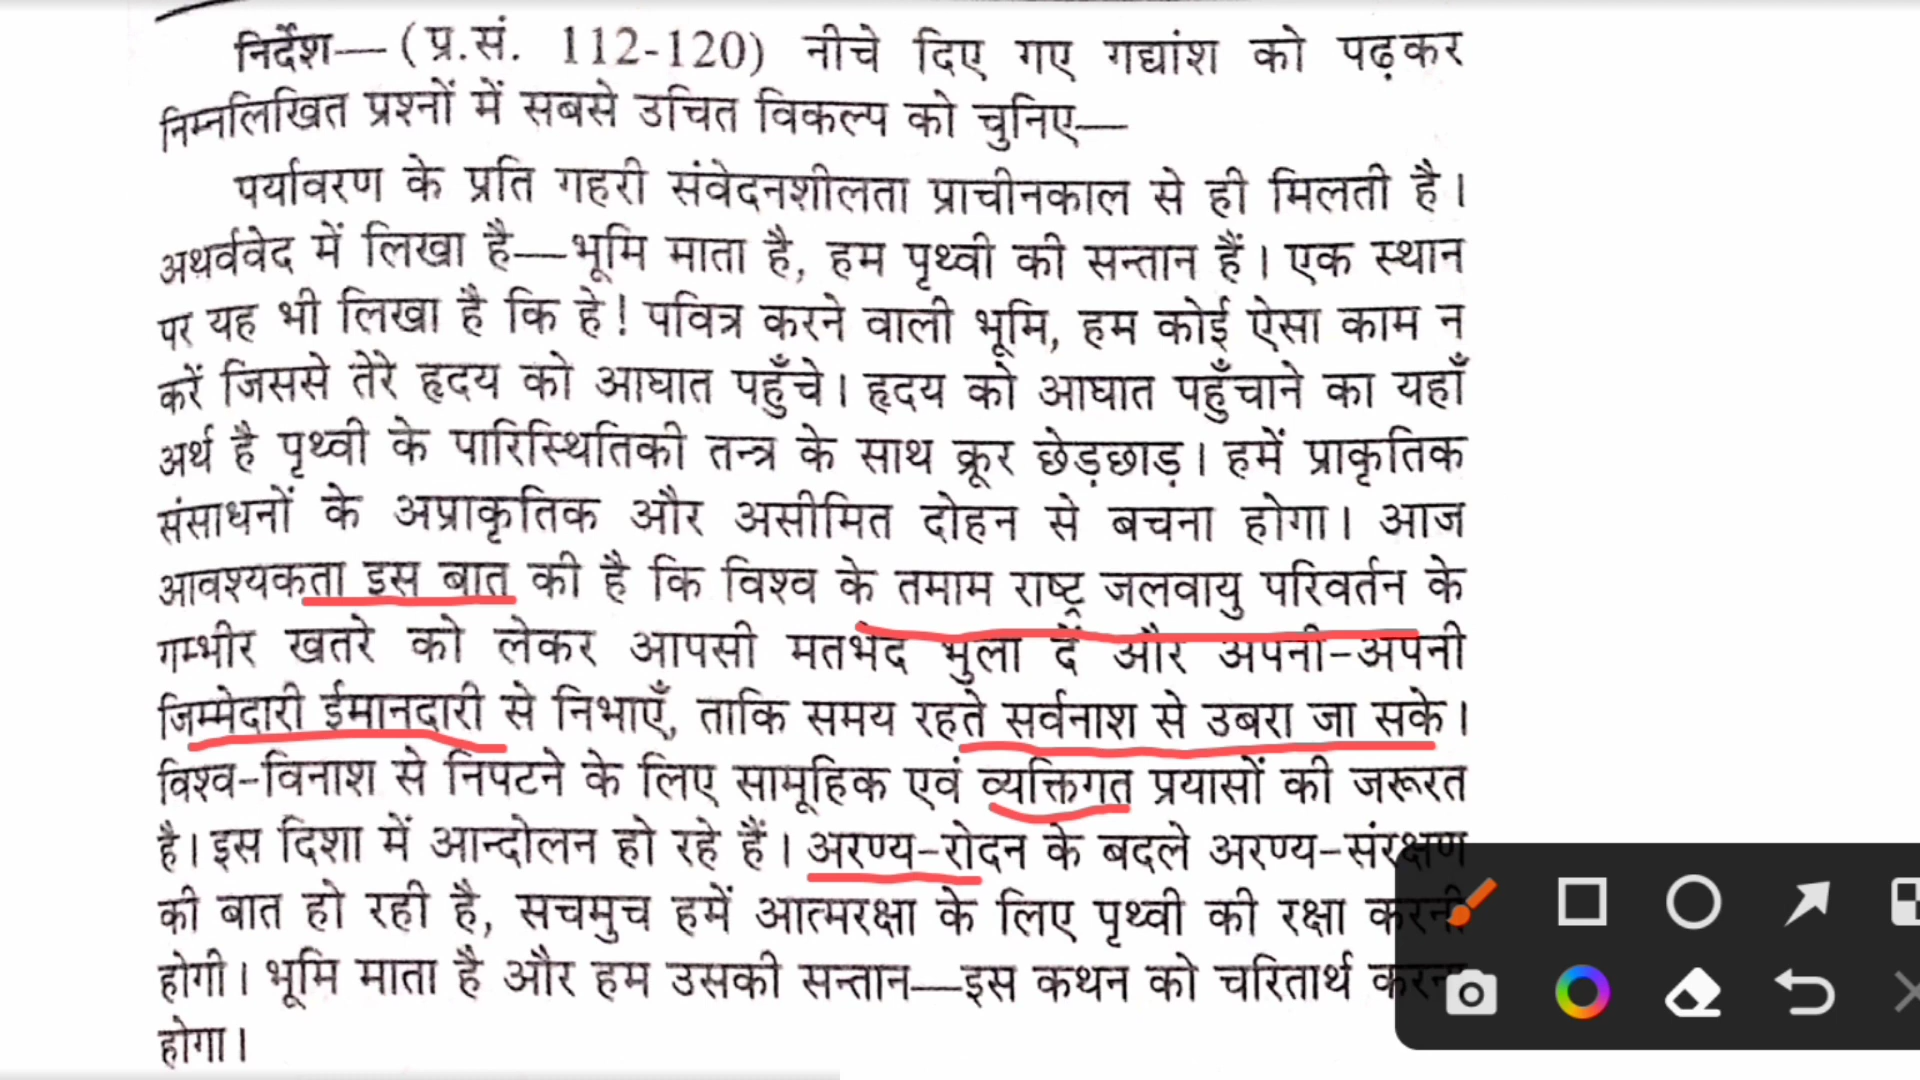 निर्देश— (प्र.सं. 112-120) नीचे दिए गए गद्यांश को पढ़कर
निम्नलिखित प्रश्नों में सबसे उचित विकल्प को चुनिए—
पर्यावरण के प्रति गहरी संवेदनशीलता प्राचीनकाल से ही मिलती है।
अथर्ववेद में लिखा है—भूमि माता है, हम पृथ्वी की सन्तान हैं। एक स्थान
पर यह भी लिखा है कि हे! पवित्र करने वाली भूमि, हम कोई ऐसा काम न
करें जिससे तेरे हृदय को आघात पहुँचे। हृदय को आघात पहुँचाने का यहाँ
अर्थ है पृथ्वी के पारिस्थितिकी तन्त्र के साथ क्रूर छेड़छाड़। हमें प्राकृतिक
संसाधनों के अप्राकृतिक और असीमित दोहन से बचना होगा। आज
आवश्यकता इस बात की है कि विश्व के तमाम राष्ट्र जलवायु परिवर्तन के
गम्भीर खतरे को लेकर आपसी मतभेद भुला दें और अपनी-अपनी
जिम्मेदारी ईमानदारी से निभाएँ, ताकि समय रहते सर्वनाश से उबरा जा सके।
विश्व-विनाश से निपटने के लिए सामूहिक एवं व्यक्तिगत प्रयासों की जरूरत
है। इस दिशा में आन्दोलन हो रहे हैं। अरण्य-रोदन के बदले अरण्य-संरक्षण
की बात हो रही है, सचमुच हमें आत्मरक्षा के लिए पृथ्वी की रक्षा करनी
होगी। भूमि माता है और हम उसकी सन्तान—इस कथन को चरितार्थ करना
होगा।